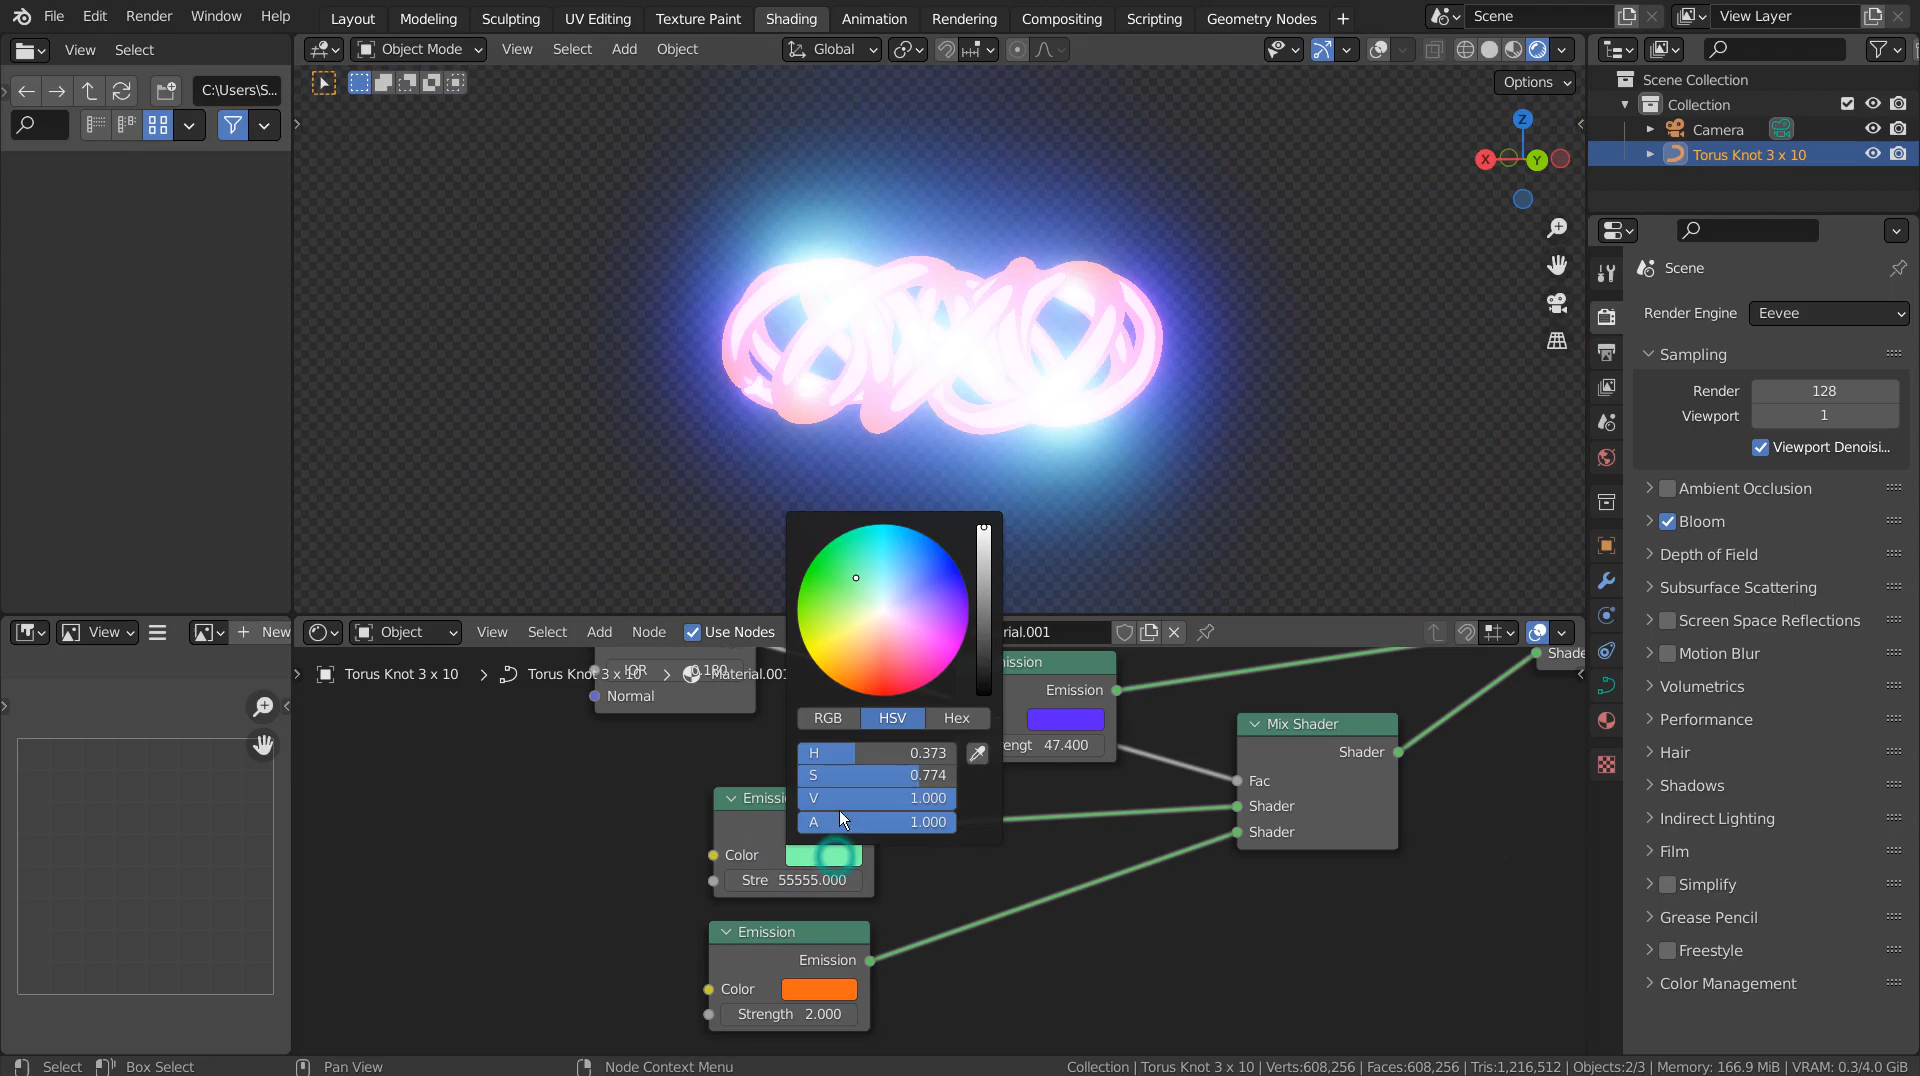 File Edit Render Window Help Layout Modeling Sculpting UV Editing Texture Paint Shading Animation Rendering Compositing Scripting Geometry Nodes + Scene View Layer
View Select Object Mode View Select Add Object Global
Options
C:\Users\S...
Scene Collection
Collection
Camera
Torus Knot 3 x 10
Z
X
Y
Scene
Render Engine Eevee
Sampling
Render 128
Viewport 1
Viewport Denoisi...
Ambient Occlusion
Bloom
Depth of Field
Subsurface Scattering
Screen Space Reflections
Motion Blur
Volumetrics
Performance
Hair
Shadows
Indirect Lighting
Film
Simplify
Grease Pencil
Freestyle
Color Management
View New Object View Select Add Node Use Nodes rial.001
Torus Knot 3 x 10 > Torus Knot 3 x 10 > Material.001
IOR 0.180
Normal
RGB HSV Hex
H 0.373
S 0.774
V 1.000
A 1.000
ission
Emission
engt 47.400
Mix Shader
Shader
Fac
Shader
Shader
Shade
Emissi
Color
Stre 55555.000
Emission
Emission
Color
Strength 2.000
Select Box Select Pan View Node Context Menu Collection | Torus Knot 3 x 10 | Verts:608,256 | Faces:608,256 | Tris:1,216,512 | Objects:2/3 | Memory: 166.9 MiB | VRAM: 0.3/4.0 GiB